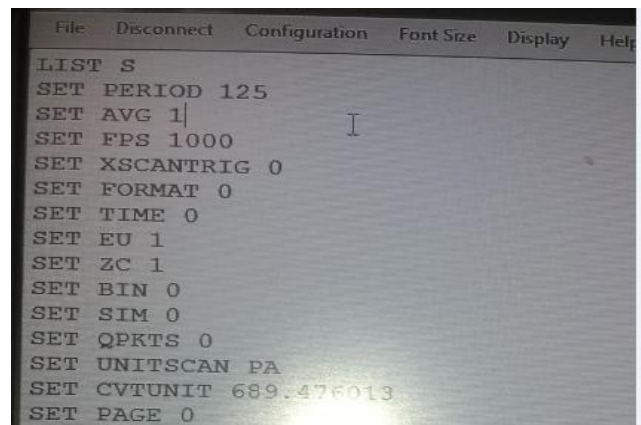 File Disconnect Configuration Font Size Display Help
LIST S
SET PERIOD 125
SET AVG 1
SET FPS 1000
SET XSCANTRIG 0
SET FORMAT 0
SET TIME 0
SET EU 1
SET ZC 1
SET BIN 0
SET SIM 0
SET QPKTS 0
SET UNITSCAN PA
SET CVTUNIT 689.476013
SET PAGE 0